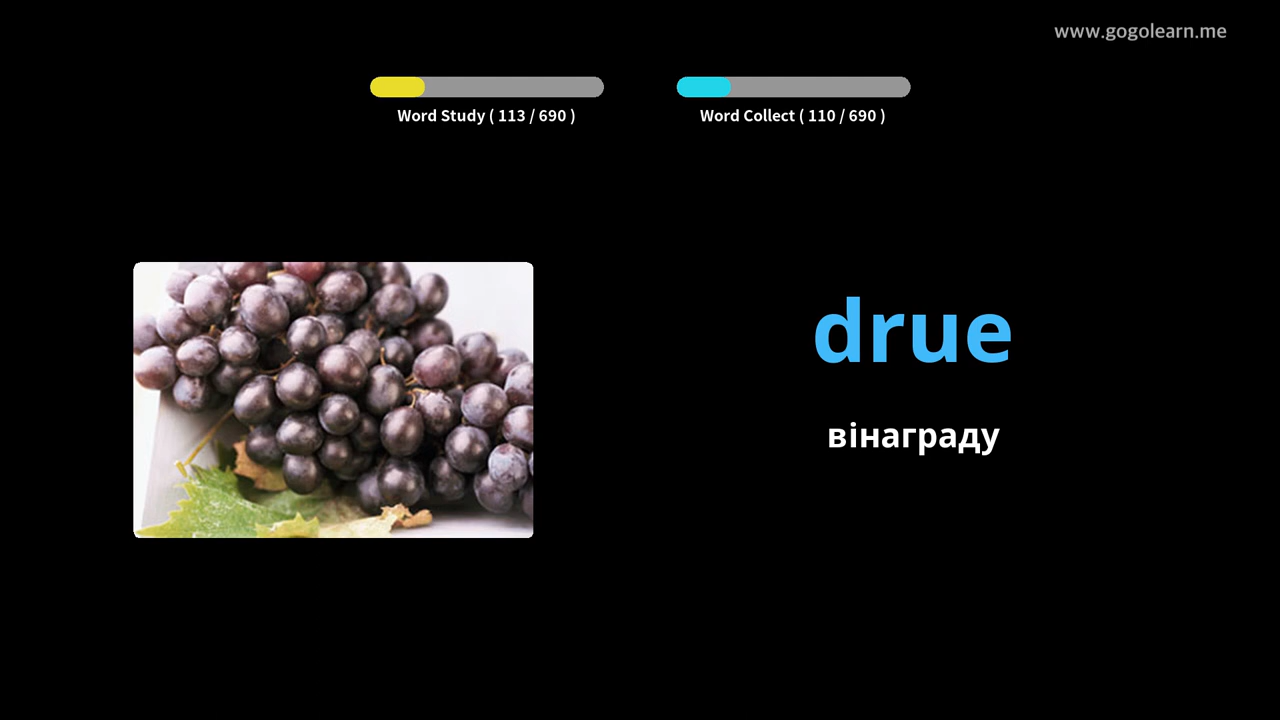 www.gogolearn.me
Word Study ( 113 / 690 )
Word Collect ( 110 / 690 )
drue
вінаграду